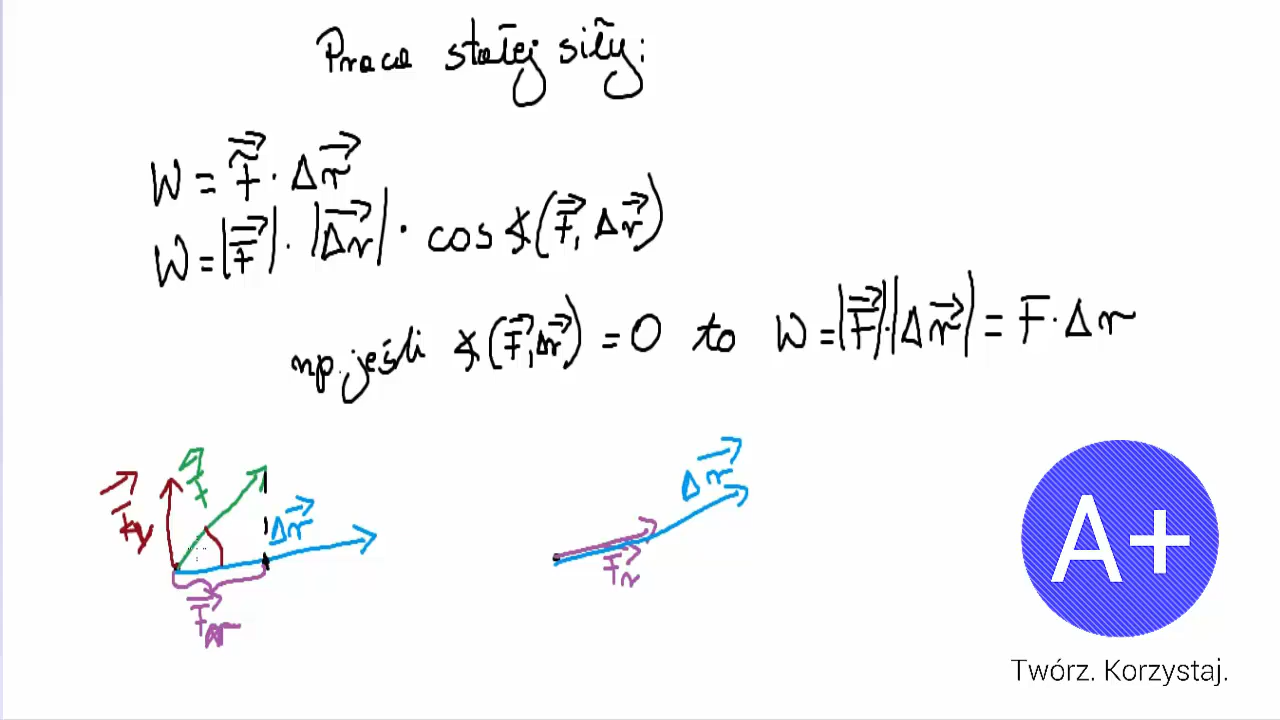 Praca stałej siły:
W = F⃗ · Δr⃗
W = |F⃗| · |Δr⃗| · cos ∢(F⃗, Δr⃗)
np. jeśli ∢(F⃗, Δr⃗) = 0 to W = |F⃗| · |Δr⃗| = F · Δr
F⃗
Δr⃗
F⃗y
Δr⃗
F⃗r
F⃗Δr
A+
Twórz. Korzystaj.